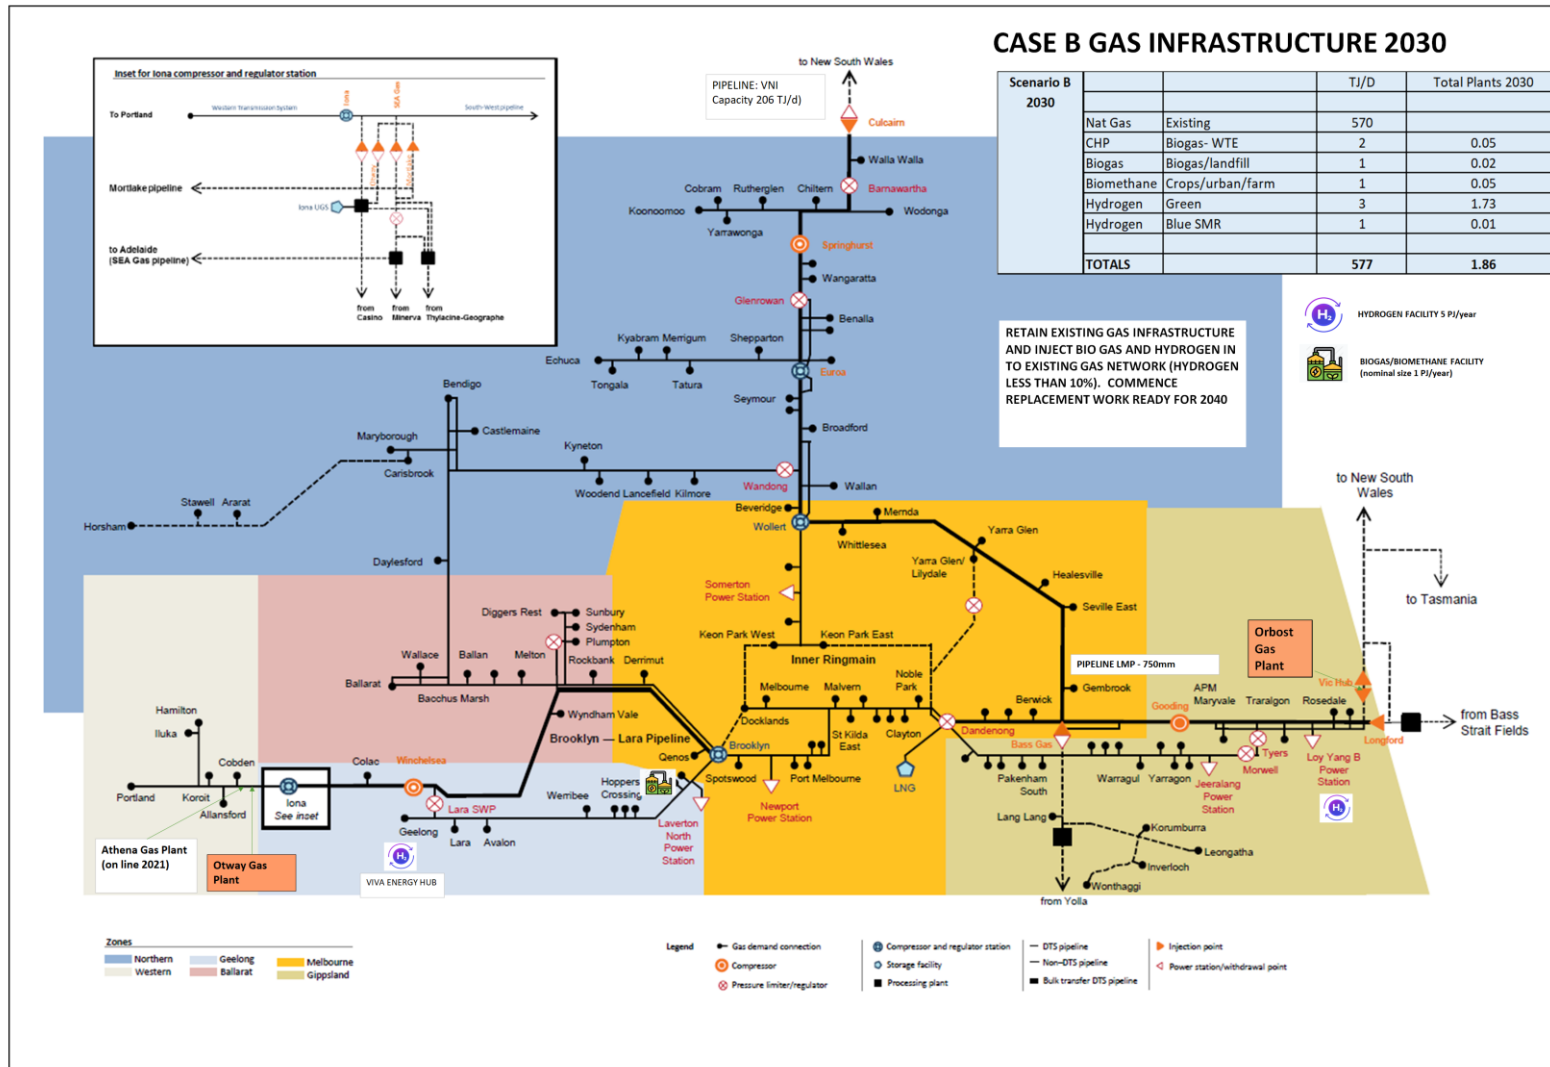 CASE B GAS INFRASTRUCTURE 2030
Inset for Iona compressor and regulator station
To Portland
Western Transmission System
Iona
SEA Gas
South-West pipeline
Mortlake pipeline
Iona UGS
to Adelaide
(SEA Gas pipeline)
from
Casino
from
Minerva
from
Thylacine-Geographe
PIPELINE: VNI
Capacity 206 TJ/d)
to New South Wales
Culcairn
Walla Walla
Barnawartha
Cobram
Rutherglen
Chiltern
Koonoomoo
Yarrawonga
Wodonga
Springhurst
Wangaratta
Glenrowan
Benalla
Kyabram
Merrigum
Shepparton
Echuca
Tongala
Tatura
Euroa
Seymour
Broadford
Bendigo
Castlemaine
Maryborough
Carisbrook
Kyneton
Woodend
Lancefield
Kilmore
Wandong
Wallan
Stawell
Ararat
Horsham
Beveridge
Wollert
Daylesford
Scenario B
2030
TJ/D
Total Plants 2030
Nat Gas Existing 570
CHP Biogas- WTE 2 0.05
Biogas Biogas/landfill 1 0.02
Biomethane Crops/urban/farm 1 0.05
Hydrogen Green 3 1.73
Hydrogen Blue SMR 1 0.01
TOTALS 577 1.86
RETAIN EXISTING GAS INFRASTRUCTURE
AND INJECT BIO GAS AND HYDROGEN IN
TO EXISTING GAS NETWORK (HYDROGEN
LESS THAN 10%). COMMENCE
REPLACEMENT WORK READY FOR 2040
H₂
HYDROGEN FACILITY 5 PJ/year
BIOGAS/BIOMETHANE FACILITY
(nominal size 1 PJ/year)
Mernda
Whittlesea
Yarra Glen
Yarra Glen/
Lilydale
Healesville
Seville East
Gembrook
Somerton
Power Station
Keon Park West
Keon Park East
Inner Ringmain
Noble
Park
Melbourne
Malvern
Docklands
St Kilda
East
Clayton
Brooklyn
Spotswood
Port Melbourne
Newport
Power Station
LNG
Diggers Rest
Sunbury
Sydenham
Plumpton
Wallace
Ballan
Melton
Rockbank
Derrimut
Ballarat
Bacchus Marsh
Wyndham Vale
Brooklyn — Lara Pipeline
Qenos
Hamilton
Iluka
Cobden
Portland
Koroit
Allansford
Iona
See inset
Colac
Winchelsea
Lara SWP
Geelong
Lara
Avalon
Werribee
Hoppers
Crossing
Laverton
North
Power
Station
Athena Gas Plant
(on line 2021)
Otway Gas
Plant
H₂
VIVA ENERGY HUB
PIPELINE LMP - 750mm
Berwick
Dandenong
Bass Gas
Gooding
APM
Maryvale
Traralgon
Rosedale
Longford
Vic Hub
Orbost
Gas
Plant
to New South
Wales
to Tasmania
from Bass
Strait Fields
Pakenham
South
Warragul
Yarragon
Jeeralang
Power
Station
Morwell
Tyers
Loy Yang B
Power
Station
H₂
Lang Lang
Korumburra
Leongatha
Inverloch
Wonthaggi
from Yolla
Zones
Northern
Western
Geelong
Ballarat
Melbourne
Gippsland
Legend
Gas demand connection
Compressor
Pressure limiter/regulator
Compressor and regulator station
Storage facility
Processing plant
DTS pipeline
Non-DTS pipeline
Bulk transfer DTS pipeline
Injection point
Power station/withdrawal point